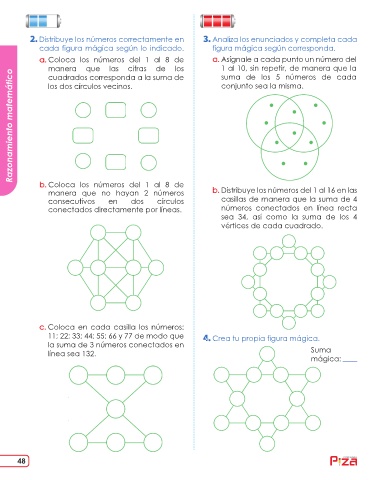 Razonamiento matemático
2. Distribuye los números correctamente en
cada figura mágica según lo indicado.
a. Coloca los números del 1 al 8 de
manera que las cifras de los
cuadrados corresponda a la suma de
los dos círculos vecinos.
b. Coloca los números del 1 al 8 de
manera que no hayan 2 números
consecutivos en dos círculos
conectados directamente por líneas.
c. Coloca en cada casilla los números:
11; 22; 33; 44; 55; 66 y 77 de modo que
la suma de 3 números conectados en
línea sea 132.
3. Analiza los enunciados y completa cada
figura mágica según corresponda.
a. Asígnale a cada punto un número del
1 al 10, sin repetir, de manera que la
suma de los 5 números de cada
conjunto sea la misma.
b. Distribuye los números del 1 al 16 en las
casillas de manera que la suma de 4
números conectados en línea recta
sea 34, así como la suma de los 4
vértices de cada cuadrado.
4. Crea tu propia figura mágica.
Suma
mágica: ____
48
Piza